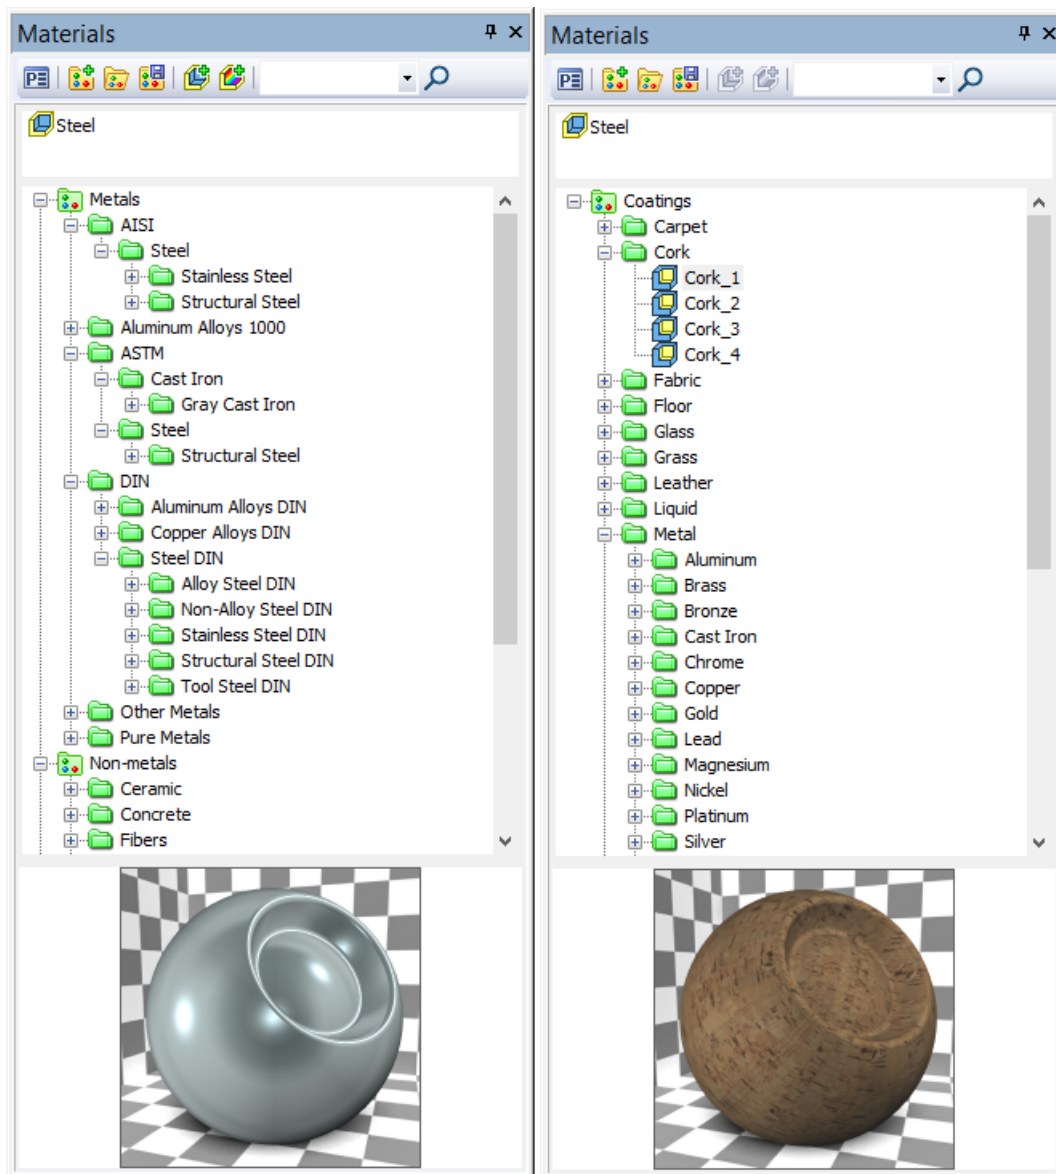 Materials
PE
Steel
Metals
AISI
Steel
Stainless Steel
Structural Steel
Aluminum Alloys 1000
ASTM
Cast Iron
Gray Cast Iron
Steel
Structural Steel
DIN
Aluminum Alloys DIN
Copper Alloys DIN
Steel DIN
Alloy Steel DIN
Non-Alloy Steel DIN
Stainless Steel DIN
Structural Steel DIN
Tool Steel DIN
Other Metals
Pure Metals
Non-metals
Ceramic
Concrete
Fibers
Materials
PE
Steel
Coatings
Carpet
Cork
Cork_1
Cork_2
Cork_3
Cork_4
Fabric
Floor
Glass
Grass
Leather
Liquid
Metal
Aluminum
Brass
Bronze
Cast Iron
Chrome
Copper
Gold
Lead
Magnesium
Nickel
Platinum
Silver